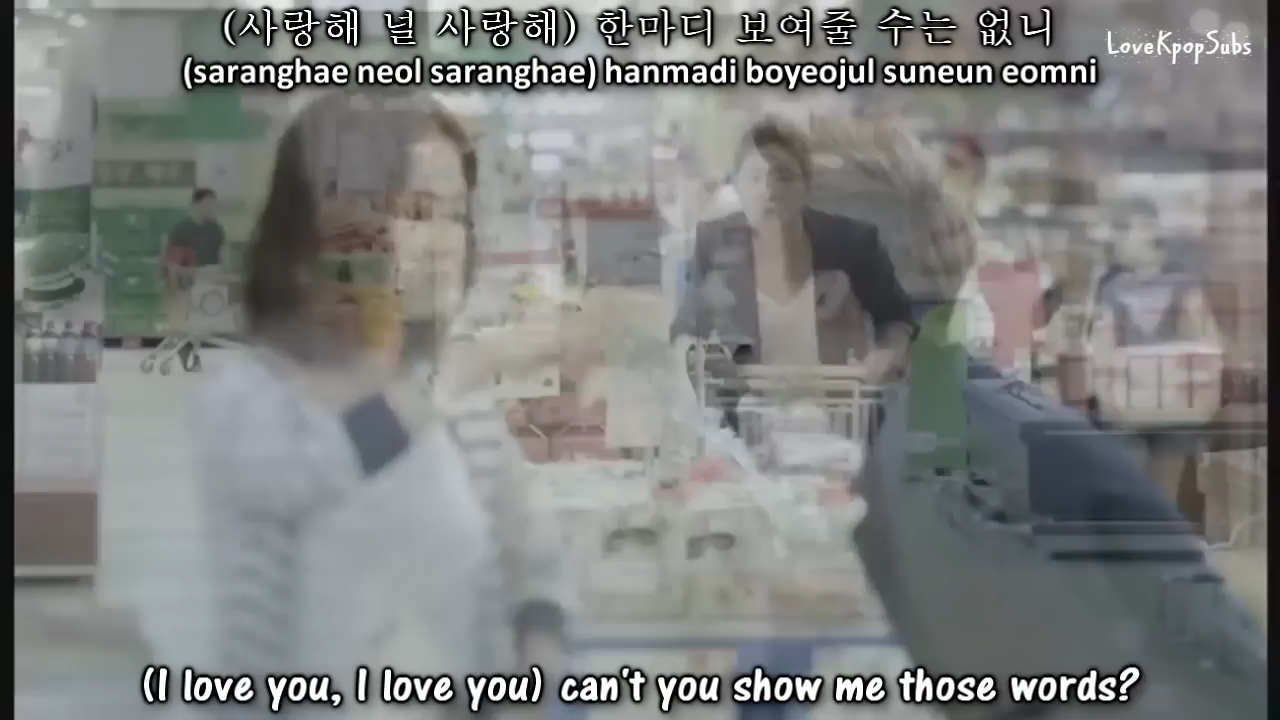 (사랑해 널 사랑해) 한마디 보여줄 수는 없니
LoveKpopSubs
(saranghae neol saranghae) hanmadi boyeojul suneun eomni
(I love you, I love you) can't you show me those words?